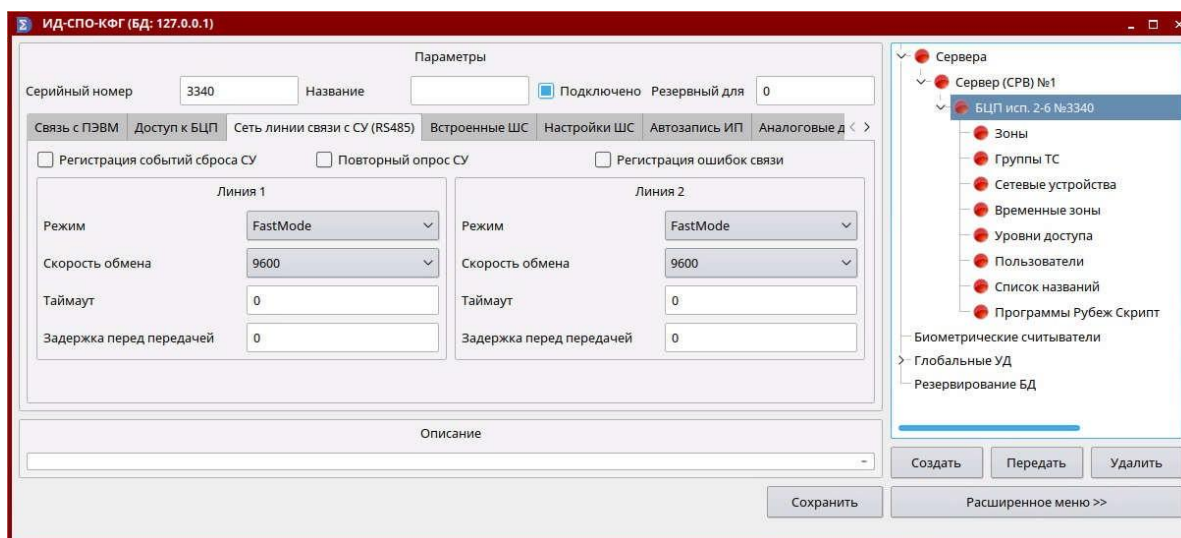 ИД-СПО-КФГ (БД: 127.0.0.1)
Параметры
Серийный номер 3340 Название Подключено Резервный для 0
Связь с ПЭВМ Доступ к БЦП Сеть линии связи с СУ (RS485) Встроенные ШС Настройки ШС Автозапись ИП Аналоговые д
Регистрация событий сброса СУ Повторный опрос СУ Регистрация ошибок связи
Линия 1
Режим FastMode
Скорость обмена 9600
Таймаут 0
Задержка перед передачей 0
Линия 2
Режим FastMode
Скорость обмена 9600
Таймаут 0
Задержка перед передачей 0
Описание
Сохранить
Сервера
Сервер (СРВ) №1
БЦП исп. 2-6 №3340
Зоны
Группы ТС
Сетевые устройства
Временные зоны
Уровни доступа
Пользователи
Список названий
Программы Рубеж Скрипт
Биометрические считыватели
Глобальные УД
Резервирование БД
Создать Передать Удалить
Расширенное меню >>